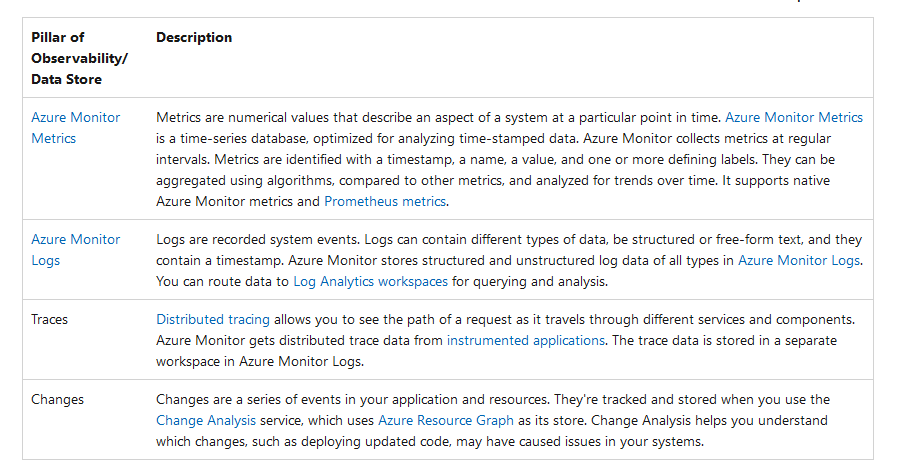 Pillar of
Observability/
Data Store
Description
Azure Monitor
Metrics
Metrics are numerical values that describe an aspect of a system at a particular point in time. Azure Monitor Metrics
is a time-series database, optimized for analyzing time-stamped data. Azure Monitor collects metrics at regular
intervals. Metrics are identified with a timestamp, a name, a value, and one or more defining labels. They can be
aggregated using algorithms, compared to other metrics, and analyzed for trends over time. It supports native
Azure Monitor metrics and Prometheus metrics.
Azure Monitor
Logs
Logs are recorded system events. Logs can contain different types of data, be structured or free-form text, and they
contain a timestamp. Azure Monitor stores structured and unstructured log data of all types in Azure Monitor Logs.
You can route data to Log Analytics workspaces for querying and analysis.
Traces
Distributed tracing allows you to see the path of a request as it travels through different services and components.
Azure Monitor gets distributed trace data from instrumented applications. The trace data is stored in a separate
workspace in Azure Monitor Logs.
Changes
Changes are a series of events in your application and resources. They're tracked and stored when you use the
Change Analysis service, which uses Azure Resource Graph as its store. Change Analysis helps you understand
which changes, such as deploying updated code, may have caused issues in your systems.